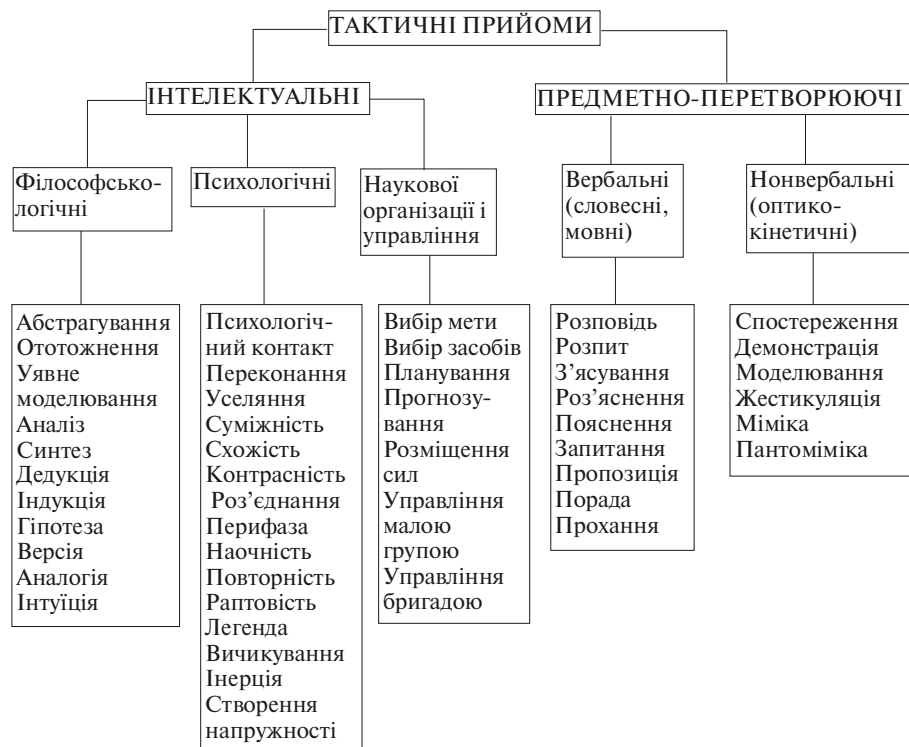 ТАКТИЧНІ ПРИЙОМИ
ІНТЕЛЕКТУАЛЬНІ
ПРЕДМЕТНО-ПЕРЕТВОРЮЮЧІ
Філософсько-
логічні
Психологічні
Наукової
організації і
управління
Вербальні
(словесні,
мовні)
Нонвербальні
(оптико-
кінетичні)
Абстрагування
Ототожнення
Уявне
моделювання
Аналіз
Синтез
Дедукція
Індукція
Гіпотеза
Версія
Аналогія
Інтуїція
Психологіч-
ний контакт
Переконання
Уселяння
Суміжність
Схожість
Контрасність
Роз’єднання
Перифаза
Наочність
Повторність
Раптовість
Легенда
Вичикування
Інерція
Створення
напружності
Вибір мети
Вибір засобів
Планування
Прогнозу-
вання
Розміщення
сил
Управління
малою
групою
Управління
бригадою
Розповідь
Розпит
З'ясування
Роз'яснення
Пояснення
Запитання
Пропозиція
Порада
Прохання
Спостереження
Демонстрація
Моделювання
Жестикуляція
Міміка
Пантоміміка